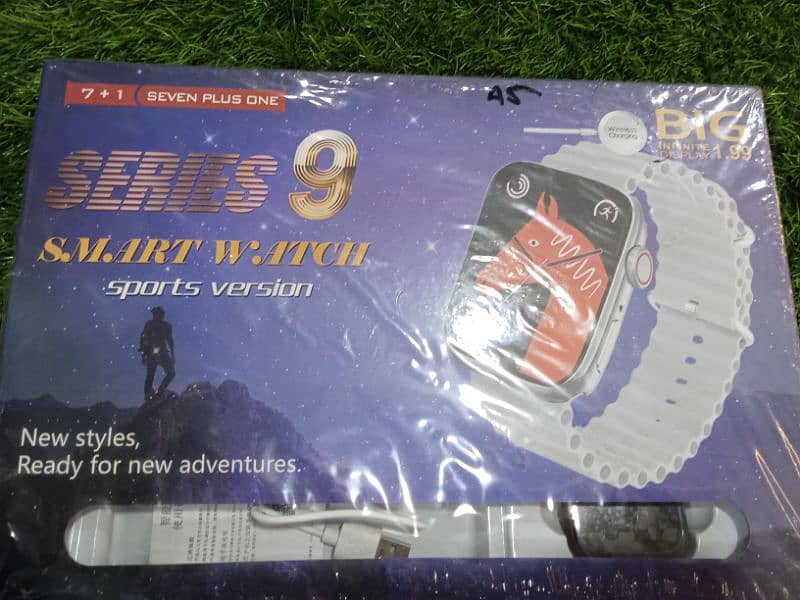 7 + 1 SEVEN PLUS ONE
A5
Wireless
Charging
BIG
INFINITE
DISPLAY 1.99
SERIES 9
SMART WATCH
sports version
New styles,
Ready for new adventures.